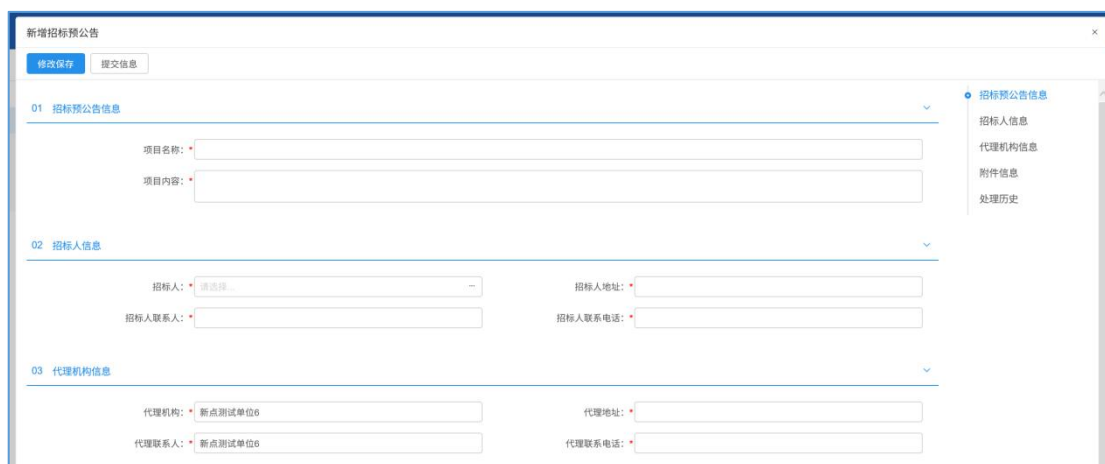 新增招标预公告 ×
修改保存 提交信息
01 招标预公告信息
项目名称: *
项目内容: *
02 招标人信息
招标人: * 请选择... ...
招标人地址: *
招标人联系人: *
招标人联系电话: *
03 代理机构信息
代理机构: * 新点测试单位6
代理地址: *
代理联系人: * 新点测试单位6
代理联系电话: *
招标预公告信息
招标人信息
代理机构信息
附件信息
处理历史